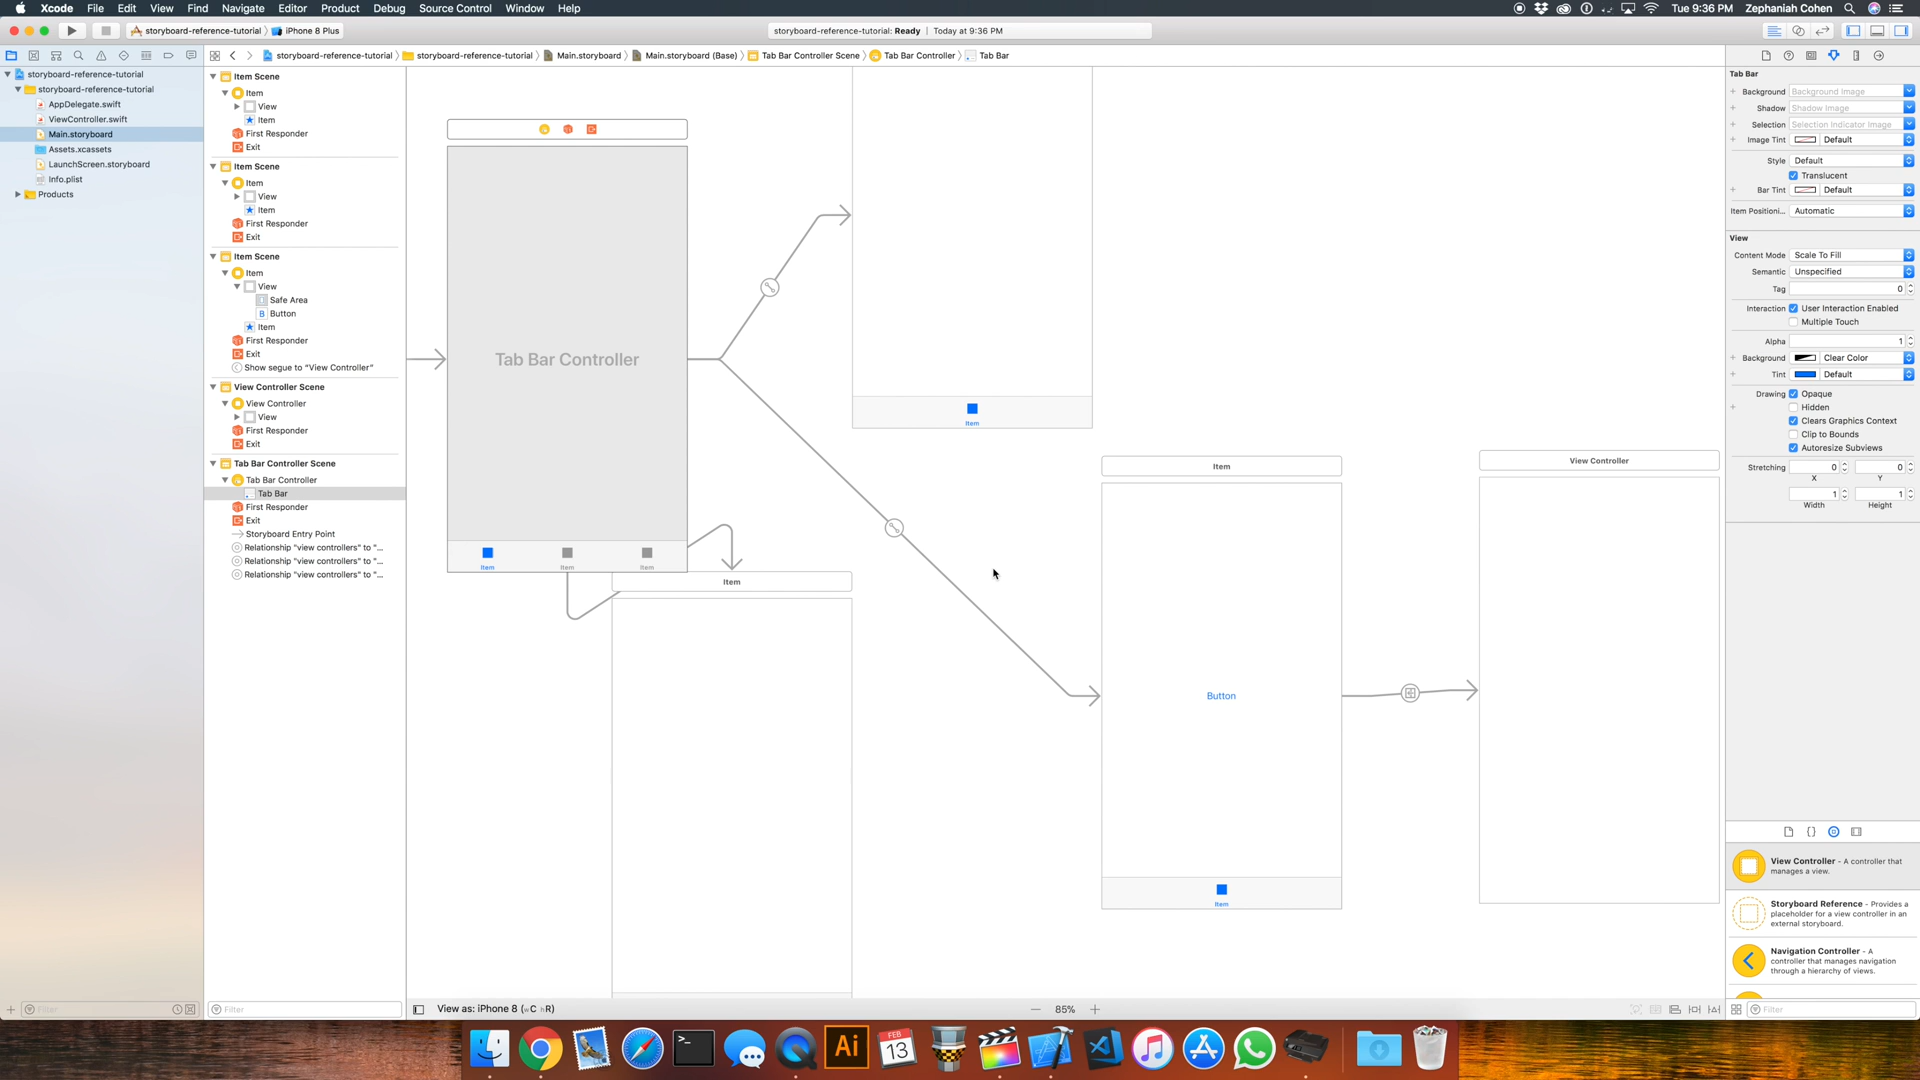 Xcode File Edit View Find Navigate Editor Product Debug Source Control Window Help Tue 9:36 PM Zephaniah Cohen
storyboard-reference-tutorial iPhone 8 Plus
storyboard-reference-tutorial: Ready | Today at 9:36 PM
storyboard-reference-tutorial storyboard-reference-tutorial Main.storyboard Main.storyboard (Base) Tab Bar Controller Scene Tab Bar Controller Tab Bar
storyboard-reference-tutorial
storyboard-reference-tutorial
AppDelegate.swift
ViewController.swift
Main.storyboard
Assets.xcassets
LaunchScreen.storyboard
Info.plist
Products
Filter
Item Scene
Item
View
Item
First Responder
Exit
Item Scene
Item
View
Item
First Responder
Exit
Item Scene
Item
View
Safe Area
B Button
Item
First Responder
Exit
Show segue to "View Controller"
View Controller Scene
View Controller
View
First Responder
Exit
Tab Bar Controller Scene
Tab Bar Controller
Tab Bar
First Responder
Exit
Storyboard Entry Point
Relationship "view controllers" to "...
Relationship "view controllers" to "...
Relationship "view controllers" to "...
Filter
Tab Bar Controller
Item Item Item
Item
Item
Item
Button
Item
View Controller
View as: iPhone 8 (wC hR)
85%
Tab Bar
Background Background Image
Shadow Shadow Image
Selection Selection Indicator Image
Image Tint Default
Style Default
Translucent
Bar Tint Default
Item Positioni... Automatic
View
Content Mode Scale To Fill
Semantic Unspecified
Tag 0
Interaction User Interaction Enabled
Multiple Touch
Alpha 1
Background Clear Color
Tint Default
Drawing Opaque
Hidden
Clears Graphics Context
Clip to Bounds
Autoresize Subviews
Stretching 0 0
X Y
1 1
Width Height
{}
View Controller - A controller that
manages a view.
Storyboard Reference - Provides a
placeholder for a view controller in an
external storyboard.
Navigation Controller - A
controller that manages navigation
through a hierarchy of views.
Filter
>_
Ai
FEB
13